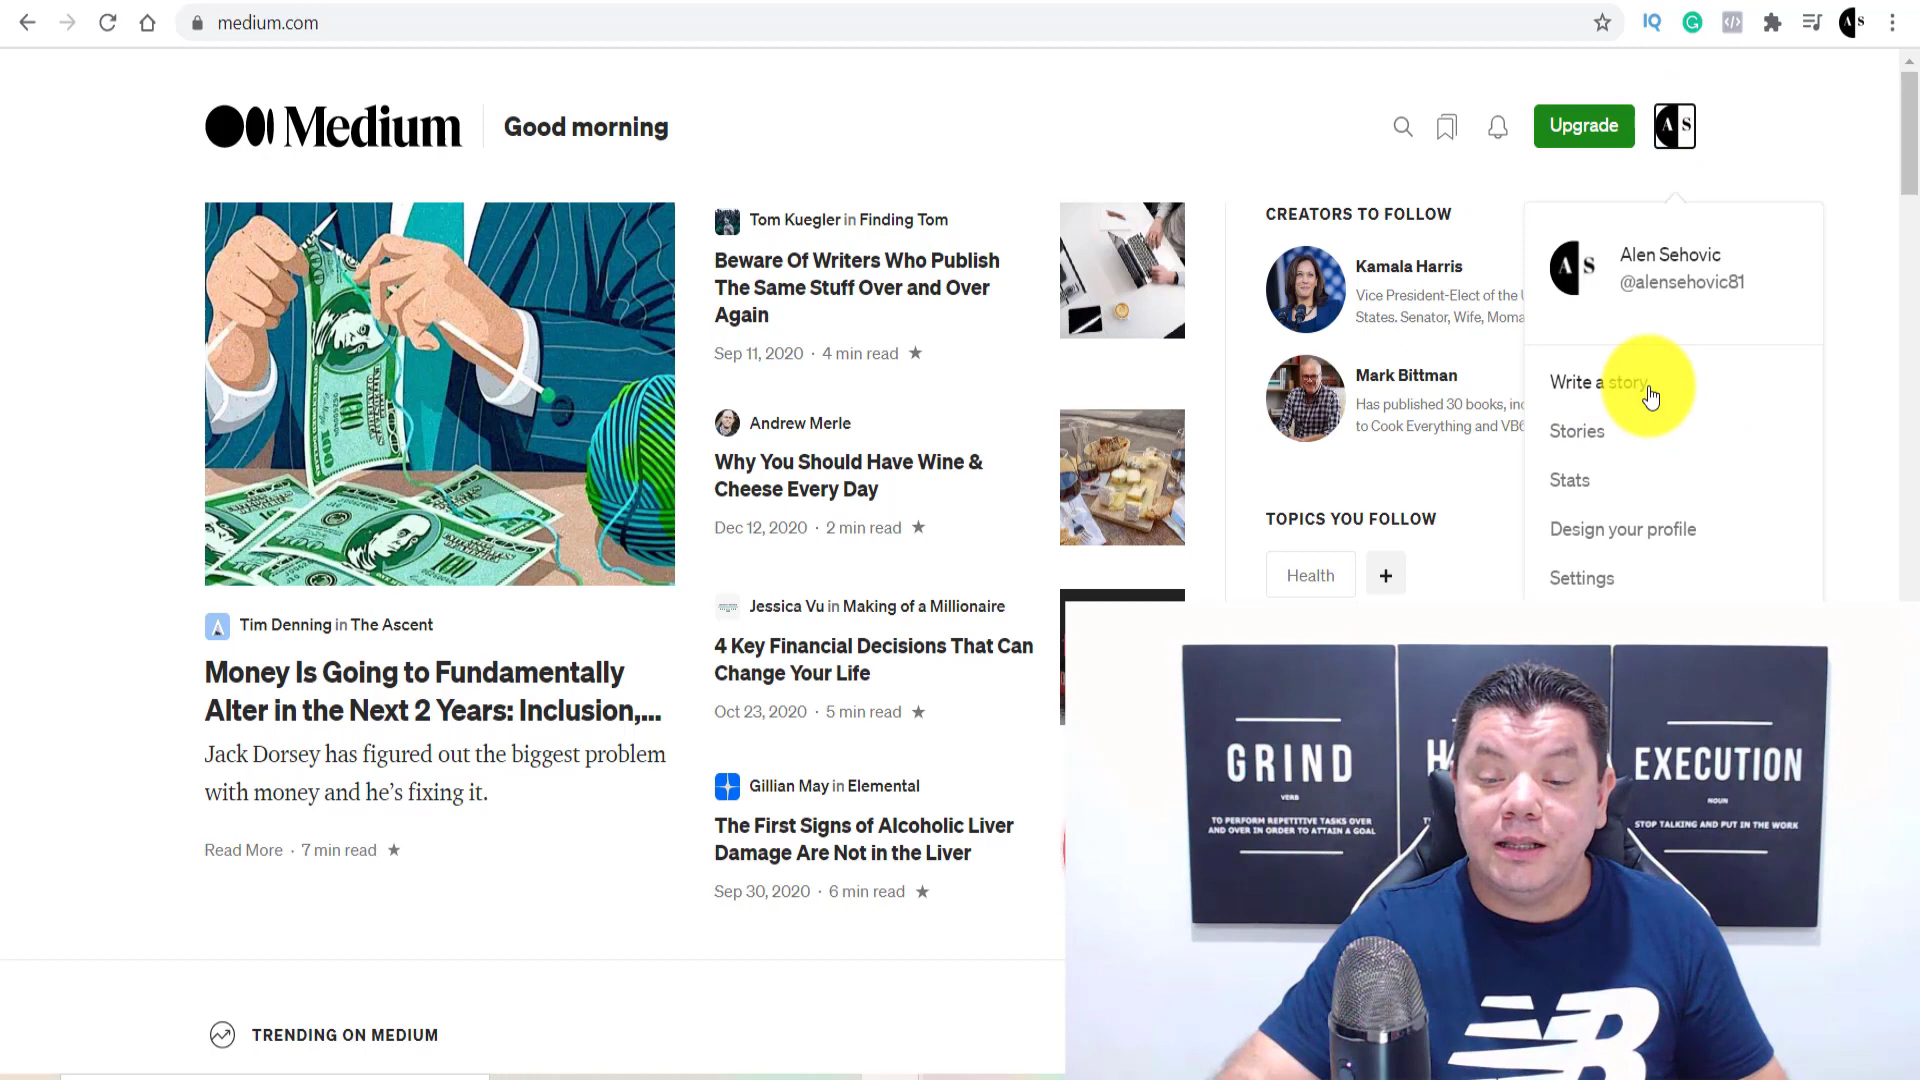 medium.com
IQ
A S
Medium
Good morning
Upgrade
A S
Tim Denning in The Ascent
Money Is Going to Fundamentally
Alter in the Next 2 Years: Inclusion,...
Jack Dorsey has figured out the biggest problem
with money and he's fixing it.
Read More · 7 min read ★
Tom Kuegler in Finding Tom
Beware Of Writers Who Publish
The Same Stuff Over and Over
Again
Sep 11, 2020 · 4 min read ★
Andrew Merle
Why You Should Have Wine &
Cheese Every Day
Dec 12, 2020 · 2 min read ★
Jessica Vu in Making of a Millionaire
4 Key Financial Decisions That Can
Change Your Life
Oct 23, 2020 · 5 min read ★
Gillian May in Elemental
The First Signs of Alcoholic Liver
Damage Are Not in the Liver
Sep 30, 2020 · 6 min read ★
CREATORS TO FOLLOW
Kamala Harris
Vice President-Elect of the
States. Senator, Wife, Moma
Mark Bittman
Has published 30 books, inc
to Cook Everything and VB6
TOPICS YOU FOLLOW
Health +
A S
Alen Sehovic
@alensehovic81
Write a story
Stories
Stats
Design your profile
Settings
TRENDING ON MEDIUM
GRIND
VERB
TO PERFORM REPETITIVE TASKS OVER
AND OVER IN ORDER TO ATTAIN A GOAL
EXECUTION
NOUN
STOP TALKING AND PUT IN THE WORK